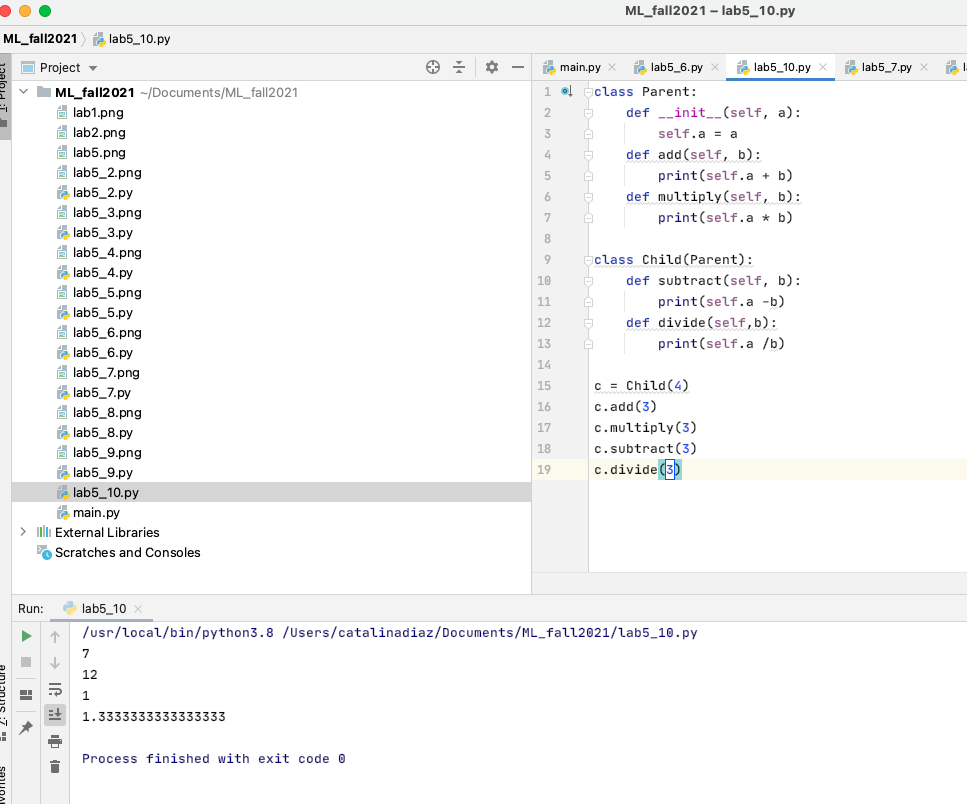 ML_fall2021 – lab5_10.py
ML_fall2021 lab5_10.py
1: Project
Project
ML_fall2021 ~/Documents/ML_fall2021
lab1.png
lab2.png
lab5.png
lab5_2.png
lab5_2.py
lab5_3.png
lab5_3.py
lab5_4.png
lab5_4.py
lab5_5.png
lab5_5.py
lab5_6.png
lab5_6.py
lab5_7.png
lab5_7.py
lab5_8.png
lab5_8.py
lab5_9.png
lab5_9.py
lab5_10.py
main.py
External Libraries
Scratches and Consoles
main.py lab5_6.py lab5_10.py lab5_7.py
1 class Parent:
2     def __init__(self, a):
3         self.a = a
4     def add(self, b):
5         print(self.a + b)
6     def multiply(self, b):
7         print(self.a * b)
8
9 class Child(Parent):
10     def subtract(self, b):
11         print(self.a -b)
12     def divide(self,b):
13         print(self.a /b)
14
15 c = Child(4)
16 c.add(3)
17 c.multiply(3)
18 c.subtract(3)
19 c.divide(3)
Run: lab5_10
/usr/local/bin/python3.8 /Users/catalinadiaz/Documents/ML_fall2021/lab5_10.py
7
12
1
1.3333333333333333
Process finished with exit code 0
7: Structure